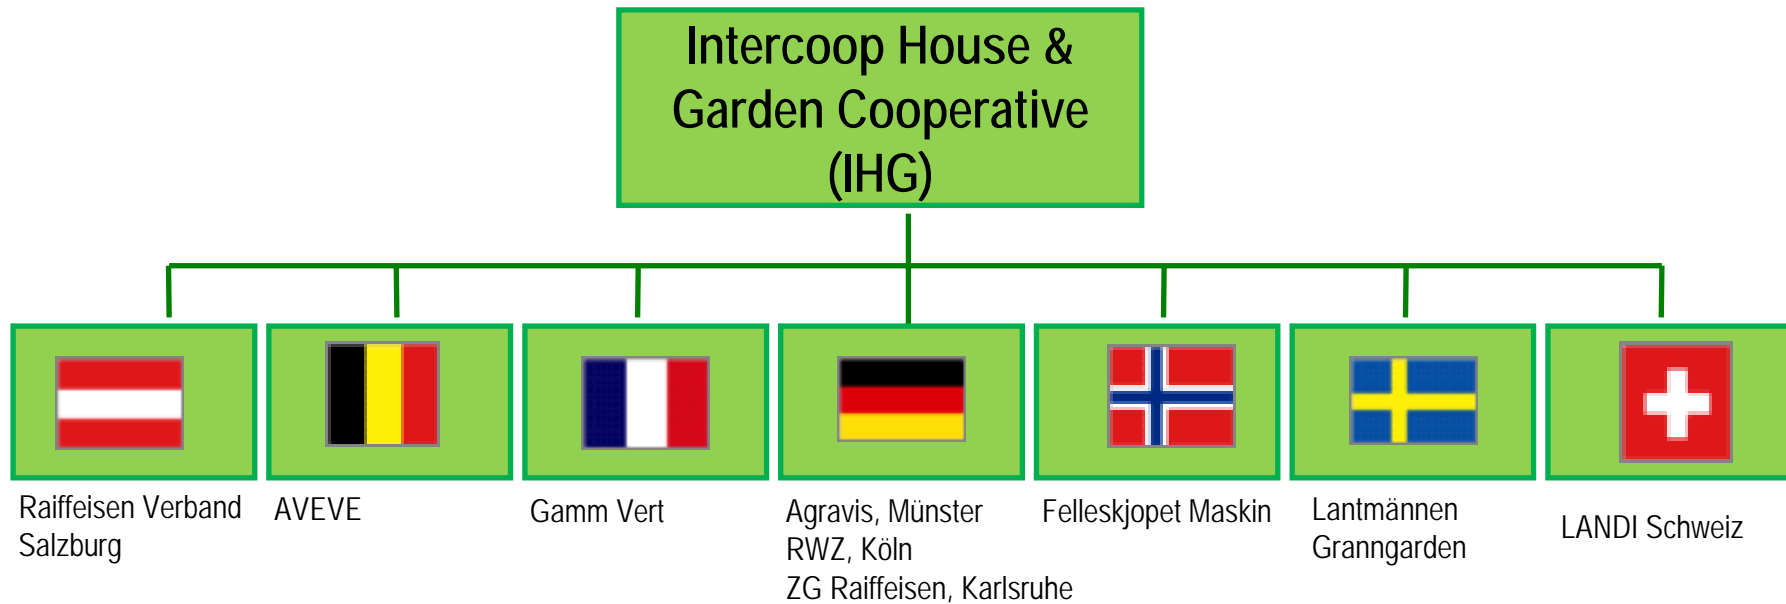 Intercoop House &
Garden Cooperative
(IHG)
Raiffeisen Verband
Salzburg
AVEVE
Gamm Vert
Agravis, Münster
RWZ, Köln
ZG Raiffeisen, Karlsruhe
Felleskjopet Maskin
Lantmännen
Granngarden
LANDI Schweiz